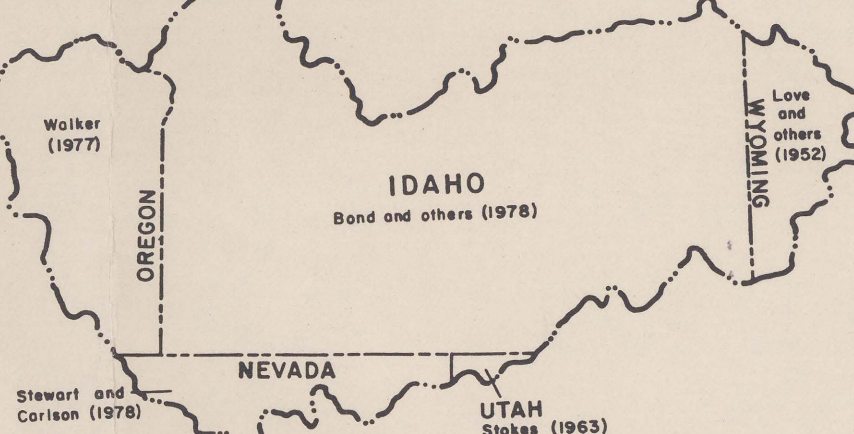 Walker
(1977)
OREGON
IDAHO
Bond and others (1978)
WYOMING
Love
and
others
(1952)
NEVADA
Stewart and
Carlson (1978)
UTAH
Stokes (1963)